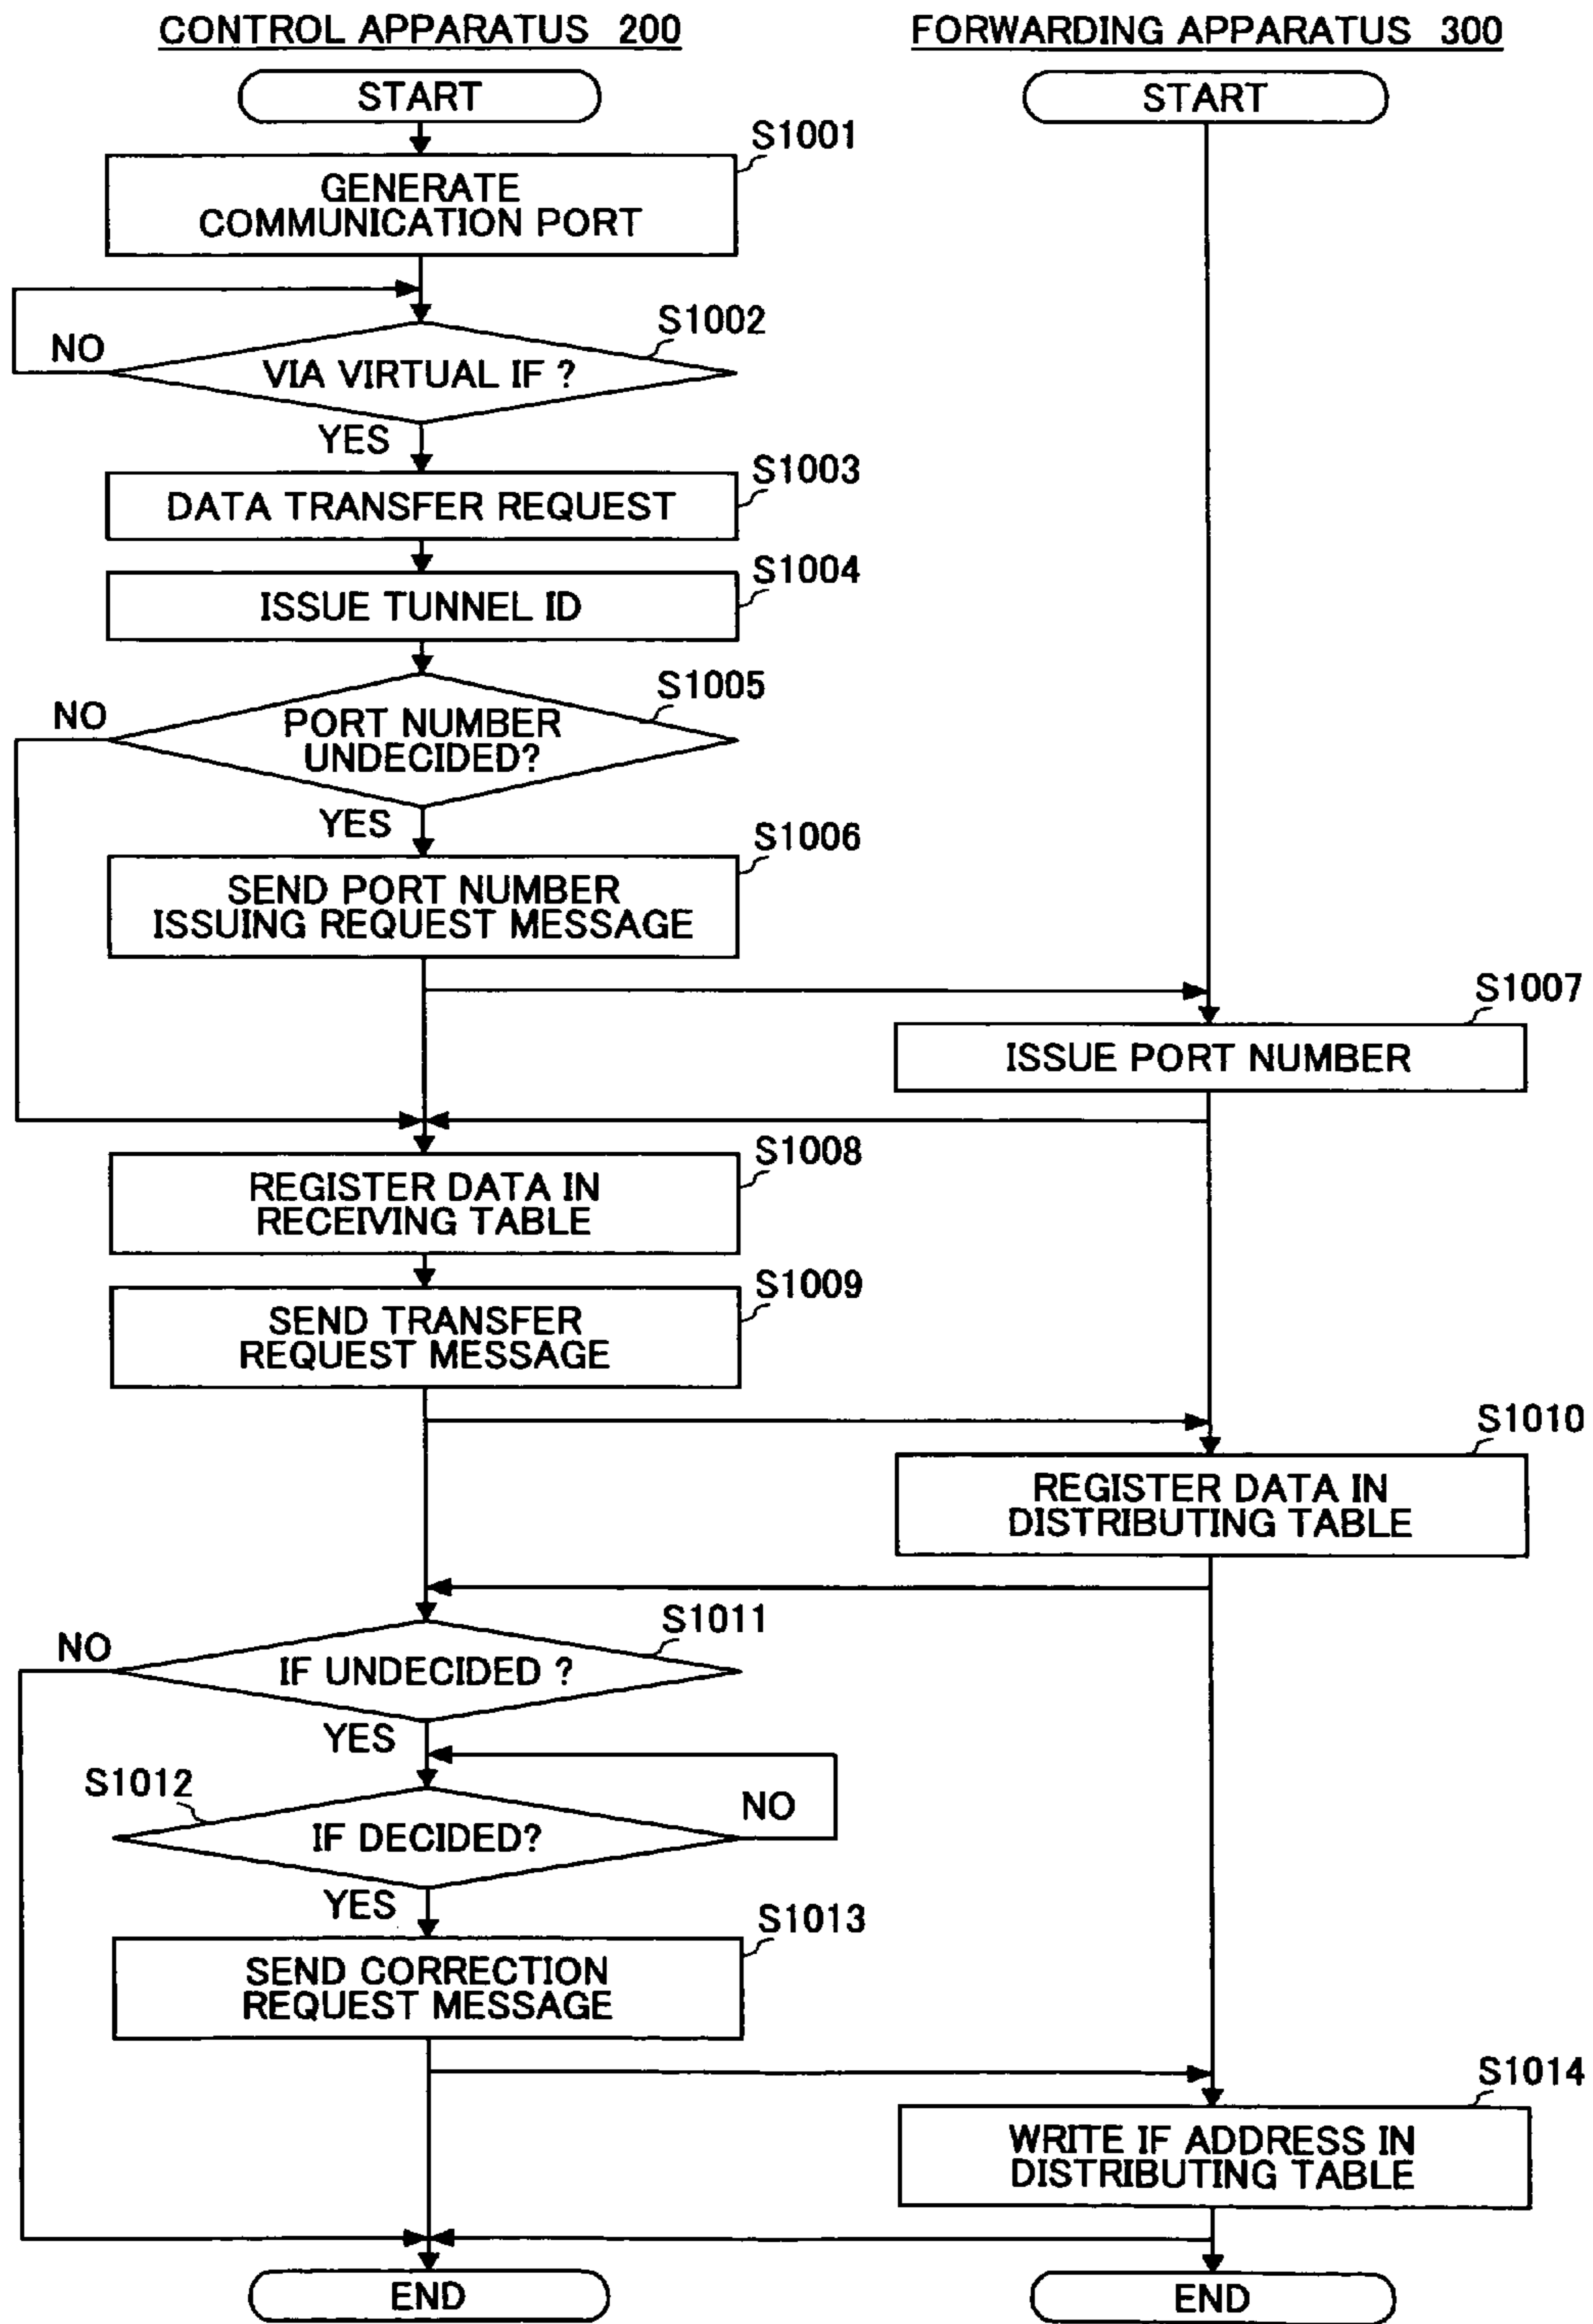 CONTROL APPARATUS 200
FORWARDING APPARATUS 300
START
START
S1001
GENERATE
COMMUNICATION PORT
S1002
NO
VIA VIRTUAL IF ?
YES
S1003
DATA TRANSFER REQUEST
S1004
ISSUE TUNNEL ID
S1005
NO
PORT NUMBER
UNDECIDED?
YES
S1006
SEND PORT NUMBER
ISSUING REQUEST MESSAGE
S1007
ISSUE PORT NUMBER
S1008
REGISTER DATA IN
RECEIVING TABLE
S1009
SEND TRANSFER
REQUEST MESSAGE
S1010
REGISTER DATA IN
DISTRIBUTING TABLE
S1011
NO
IF UNDECIDED ?
YES
S1012
NO
IF DECIDED?
YES
S1013
SEND CORRECTION
REQUEST MESSAGE
S1014
WRITE IF ADDRESS IN
DISTRIBUTING TABLE
END
END